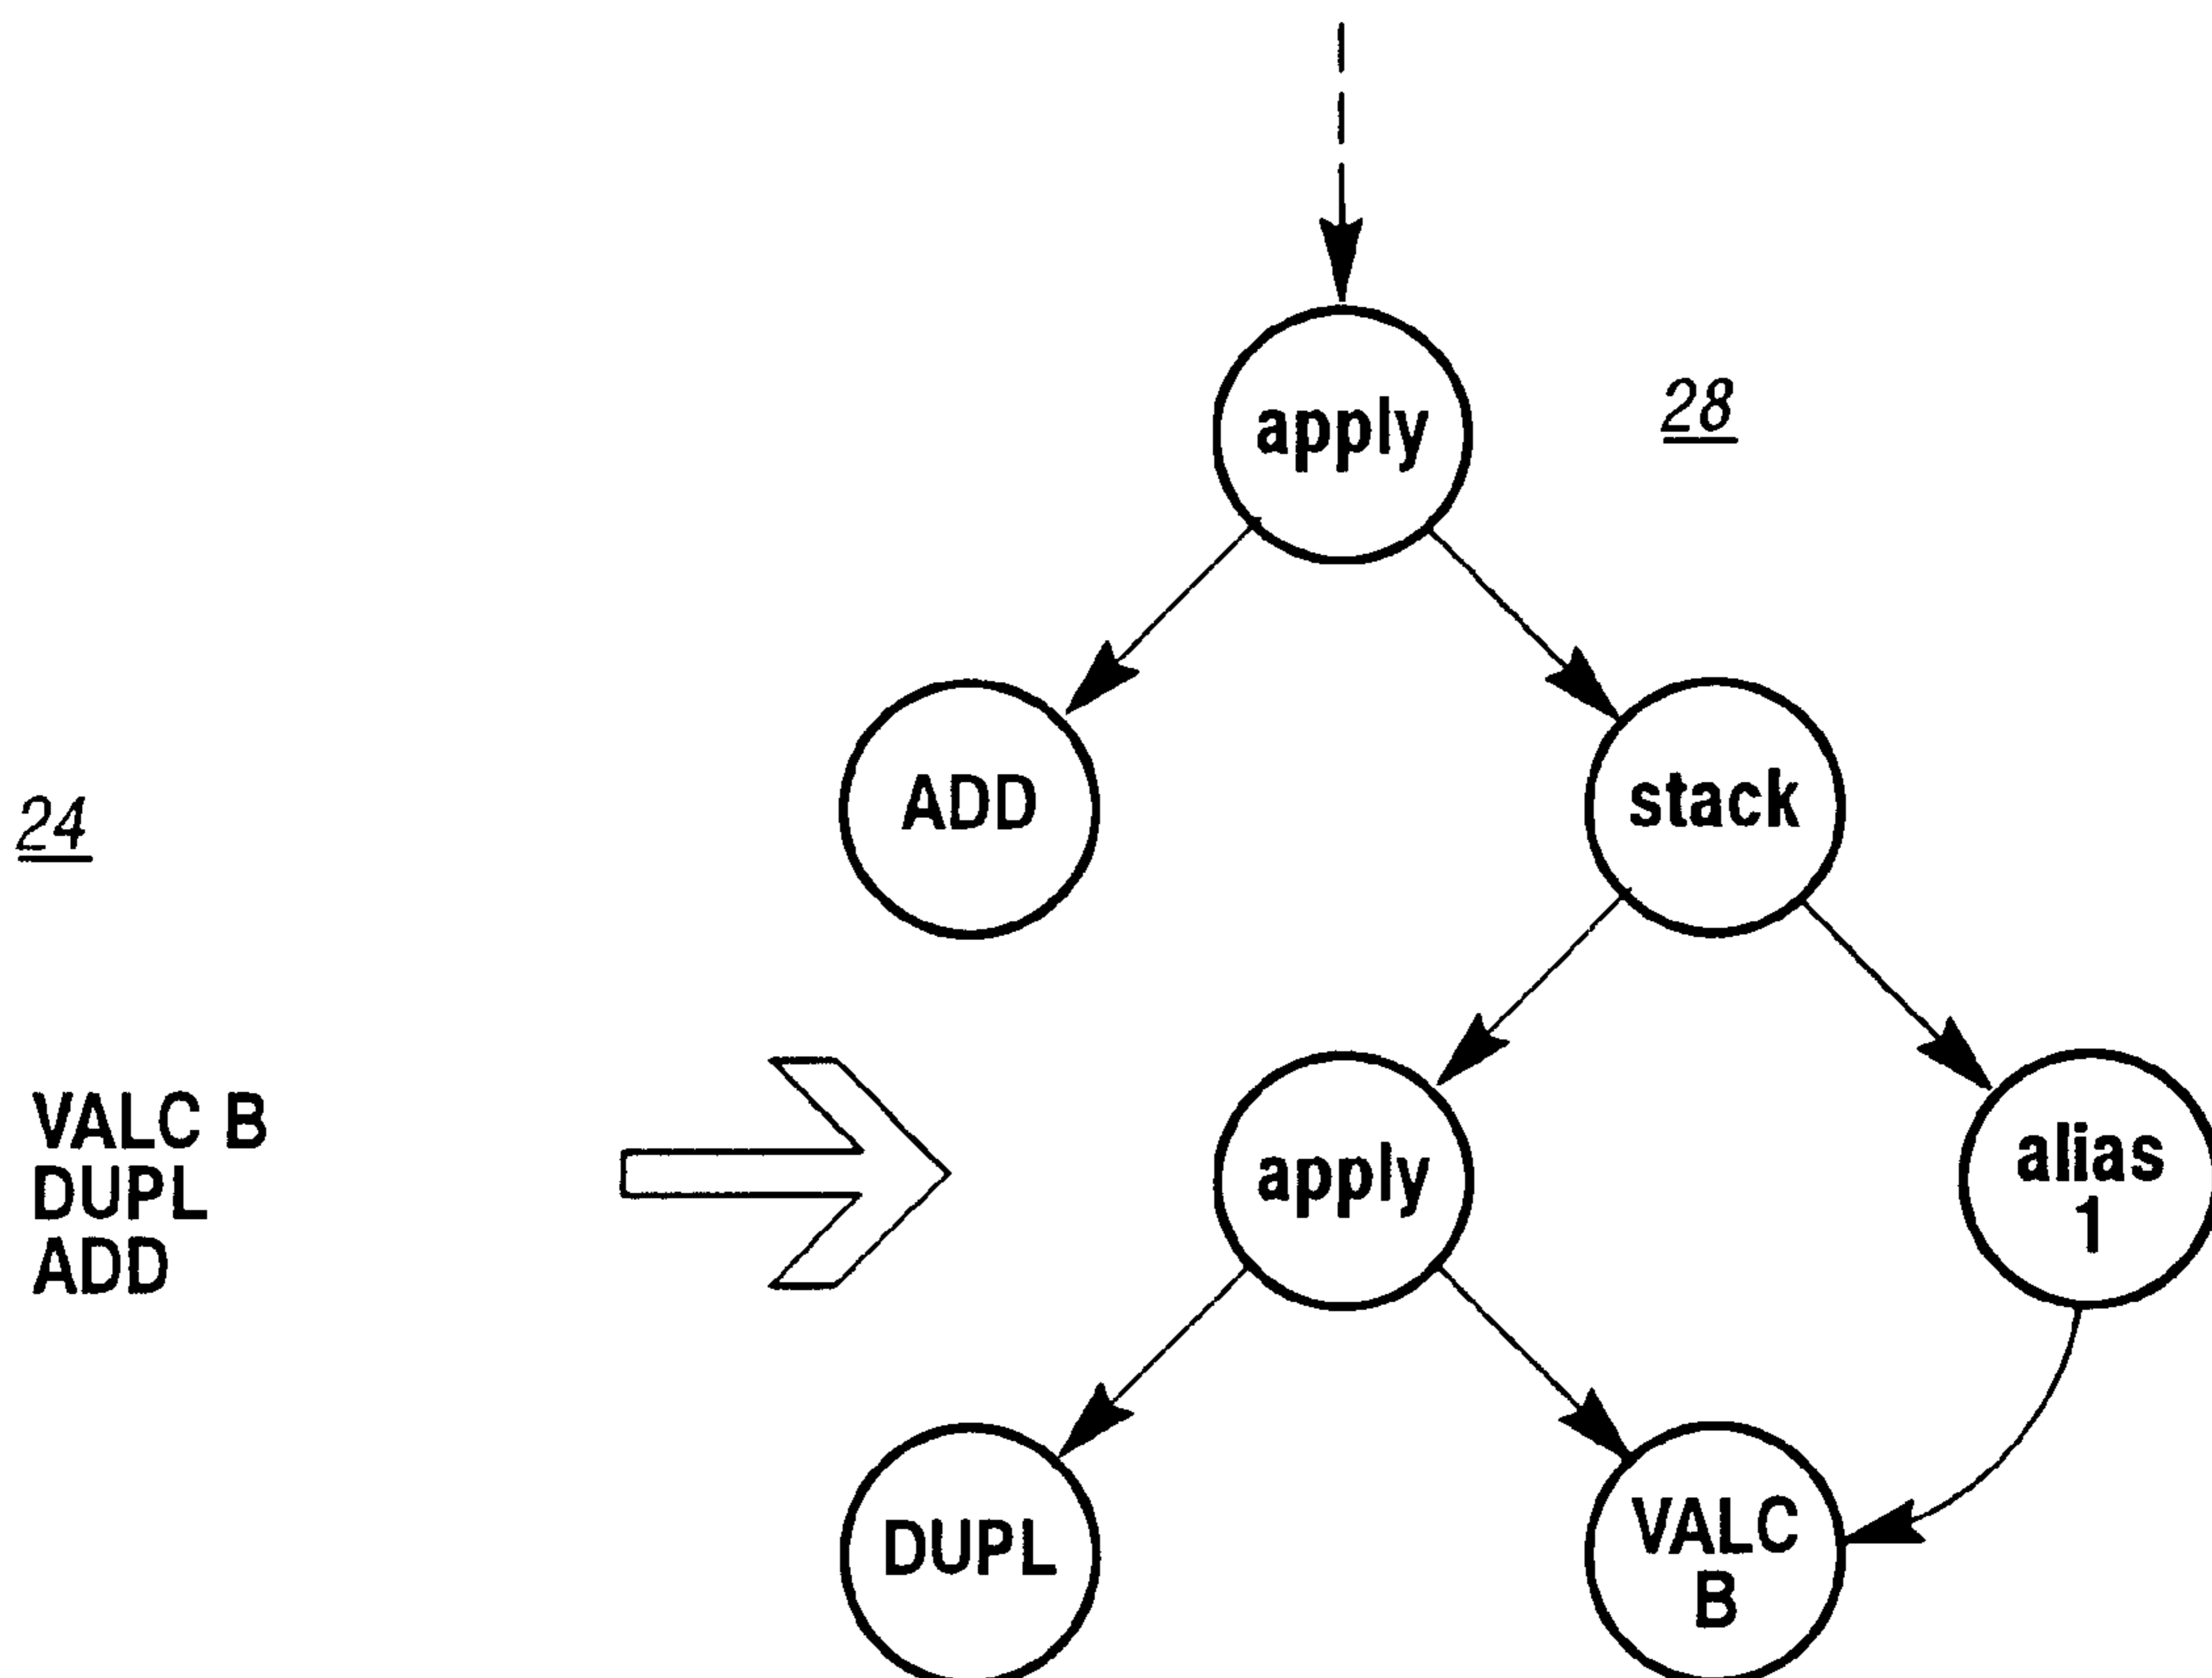 apply
28
ADD
stack
24
VALC B
DUPL
ADD
apply
alias
1
DUPL
VALC
B